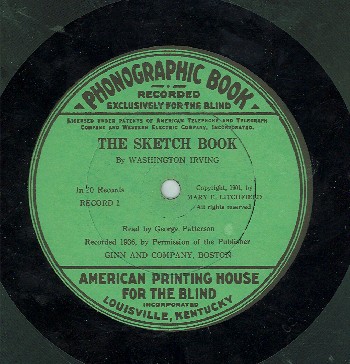 PHONOGRAPHIC BOOK
RECORDED
EXCLUSIVELY FOR THE BLIND
LICENSED UNDER PATENTS OF AMERICAN TELEPHONE AND TELEGRAPH
COMPANY AND WESTERN ELECTRIC COMPANY, INCORPORATED.
THE SKETCH BOOK
By WASHINGTON IRVING
In 20 Records
RECORD 1
Copyright, 1901, by
MARY E. LITCHFIELD
All rights reserved
Read by George Patterson
Recorded 1936, by Permission of the Publisher
GINN AND COMPANY, BOSTON
AMERICAN PRINTING HOUSE
FOR THE BLIND
INCORPORATED
LOUISVILLE, KENTUCKY